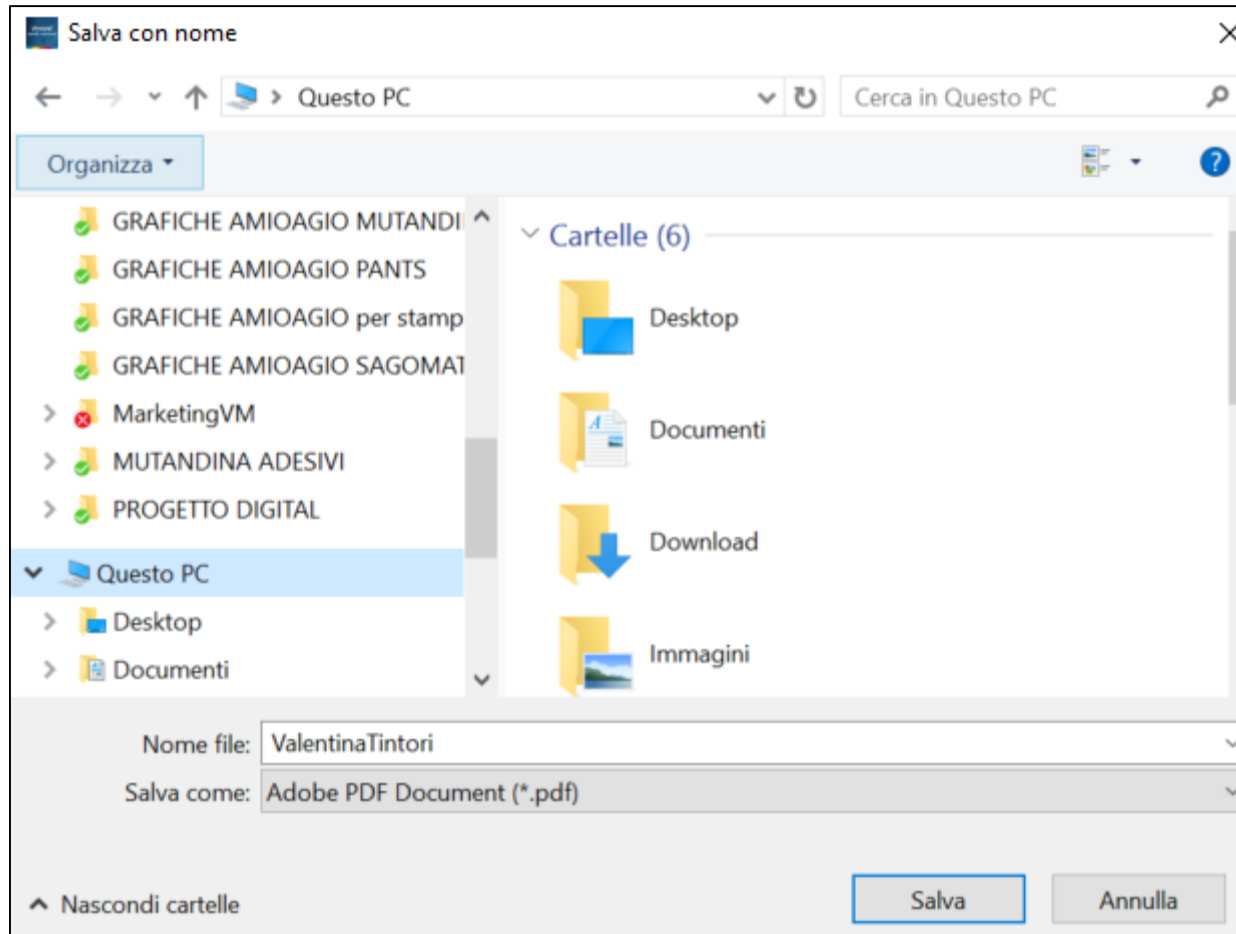 Salva con nome
Questo PC
Cerca in Questo PC
Organizza
GRAFICHE AMIOAGIO MUTANDI
GRAFICHE AMIOAGIO PANTS
GRAFICHE AMIOAGIO per stamp
GRAFICHE AMIOAGIO SAGOMAT
MarketingVM
MUTANDINA ADESIVI
PROGETTO DIGITAL
Questo PC
Desktop
Documenti
Cartelle (6)
Desktop
Documenti
Download
Immagini
Nome file: ValentinaTintori
Salva come: Adobe PDF Document (*.pdf)
Nascondi cartelle
Salva
Annulla